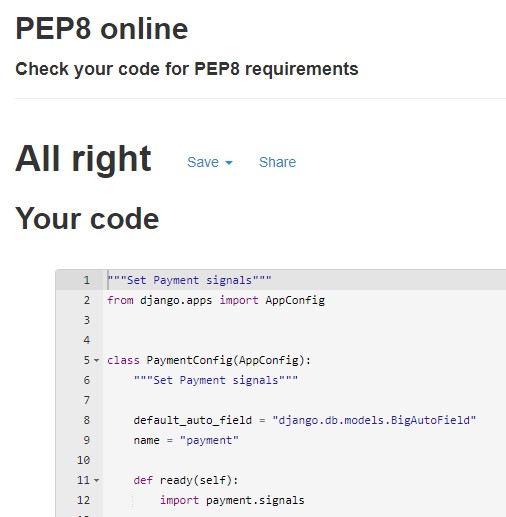 PEP8 online
Check your code for PEP8 requirements
All right Save Share
Your code
1 """Set Payment signals"""
2 from django.apps import AppConfig
3
4
5 class PaymentConfig(AppConfig):
6 """Set Payment signals"""
7
8 default_auto_field = "django.db.models.BigAutoField"
9 name = "payment"
10
11 def ready(self):
12 import payment.signals